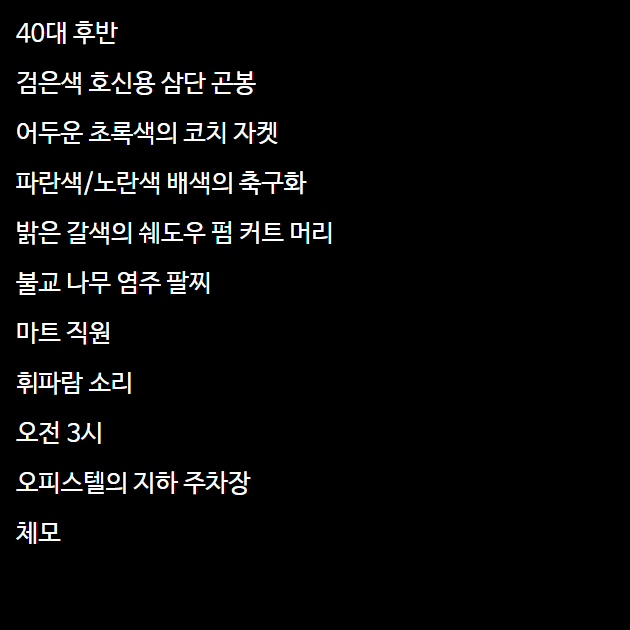 40대 후반
검은색 호신용 삼단 곤봉
어두운 초록색의 코치 자켓
파란색/노란색 배색의 축구화
밝은 갈색의 쉐도우 펌 커트 머리
불교 나무 염주 팔찌
마트 직원
휘파람 소리
오전 3시
오피스텔의 지하 주차장
체모